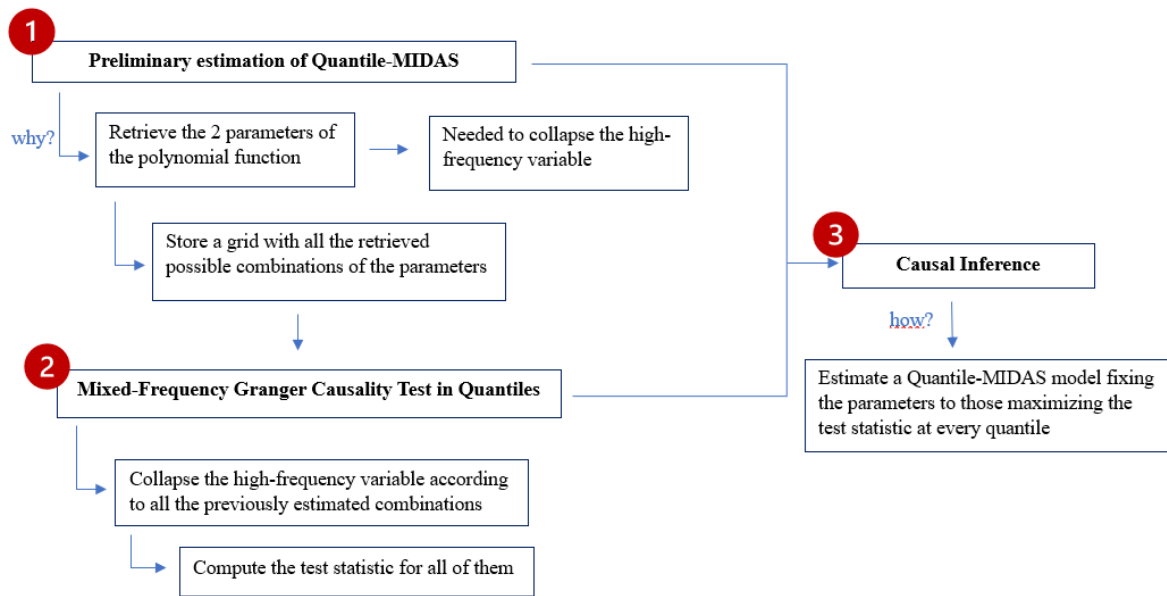 1
Preliminary estimation of Quantile-MIDAS
why?
Retrieve the 2 parameters of
the polynomial function
Needed to collapse the high-
frequency variable
Store a grid with all the retrieved
possible combinations of the parameters
2
Mixed-Frequency Granger Causality Test in Quantiles
Collapse the high-frequency variable according
to all the previously estimated combinations
Compute the test statistic for all of them
3
Causal Inference
how?
Estimate a Quantile-MIDAS model fixing
the parameters to those maximizing the
test statistic at every quantile